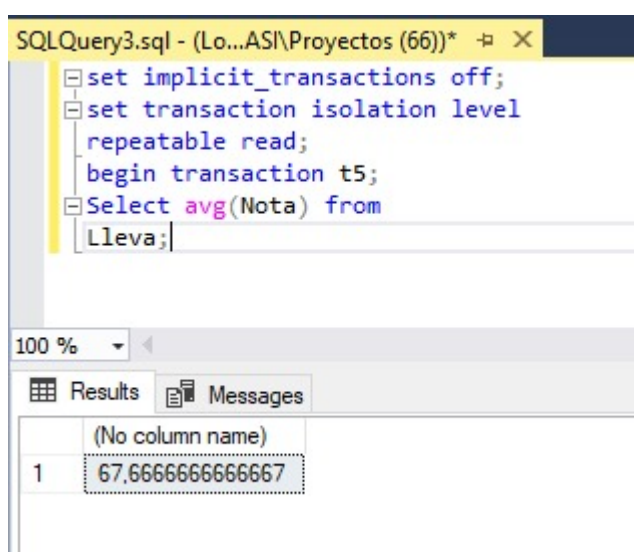 SQLQuery3.sql - (Lo...ASI\Proyectos (66))*
set implicit_transactions off;
set transaction isolation level
repeatable read;
begin transaction t5;
Select avg(Nota) from
Lleva;
100 %
Results Messages
(No column name)
1 67,6666666666667